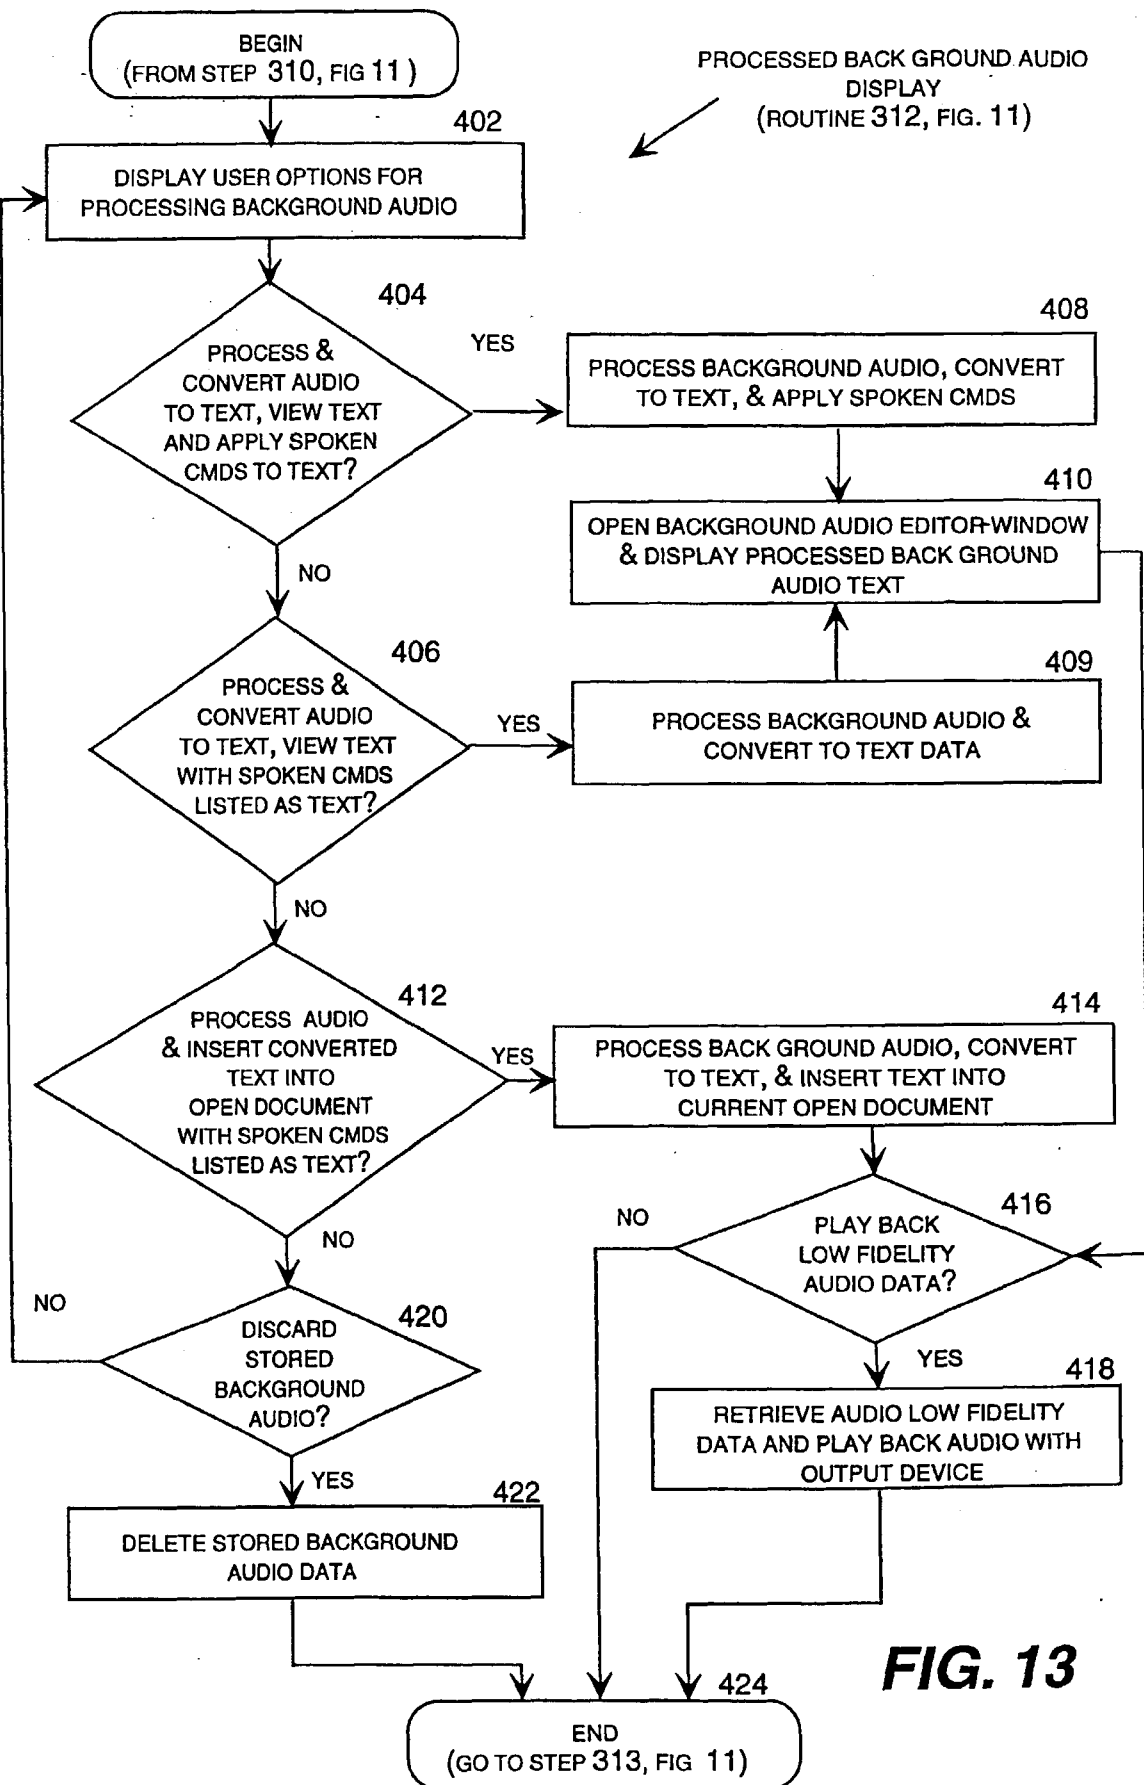 BEGIN
(FROM STEP 310, FIG 11)
PROCESSED BACK GROUND AUDIO
DISPLAY
(ROUTINE 312, FIG. 11)
402
DISPLAY USER OPTIONS FOR
PROCESSING BACKGROUND AUDIO
404
PROCESS &
CONVERT AUDIO
TO TEXT, VIEW TEXT
AND APPLY SPOKEN
CMDS TO TEXT?
YES
408
PROCESS BACKGROUND AUDIO, CONVERT
TO TEXT, & APPLY SPOKEN CMDS
410
OPEN BACKGROUND AUDIO EDITOR-WINDOW
& DISPLAY PROCESSED BACK GROUND
AUDIO TEXT
NO
406
PROCESS &
CONVERT AUDIO
TO TEXT, VIEW TEXT
WITH SPOKEN CMDS
LISTED AS TEXT?
YES
409
PROCESS BACKGROUND AUDIO &
CONVERT TO TEXT DATA
NO
412
PROCESS AUDIO
& INSERT CONVERTED
TEXT INTO
OPEN DOCUMENT
WITH SPOKEN CMDS
LISTED AS TEXT?
YES
414
PROCESS BACK GROUND AUDIO, CONVERT
TO TEXT, & INSERT TEXT INTO
CURRENT OPEN DOCUMENT
416
PLAY BACK
LOW FIDELITY
AUDIO DATA?
NO
NO
NO
420
DISCARD
STORED
BACKGROUND
AUDIO?
YES
418
RETRIEVE AUDIO LOW FIDELITY
DATA AND PLAY BACK AUDIO WITH
OUTPUT DEVICE
YES
422
DELETE STORED BACKGROUND
AUDIO DATA
FIG. 13
424
END
(GO TO STEP 313, FIG 11)